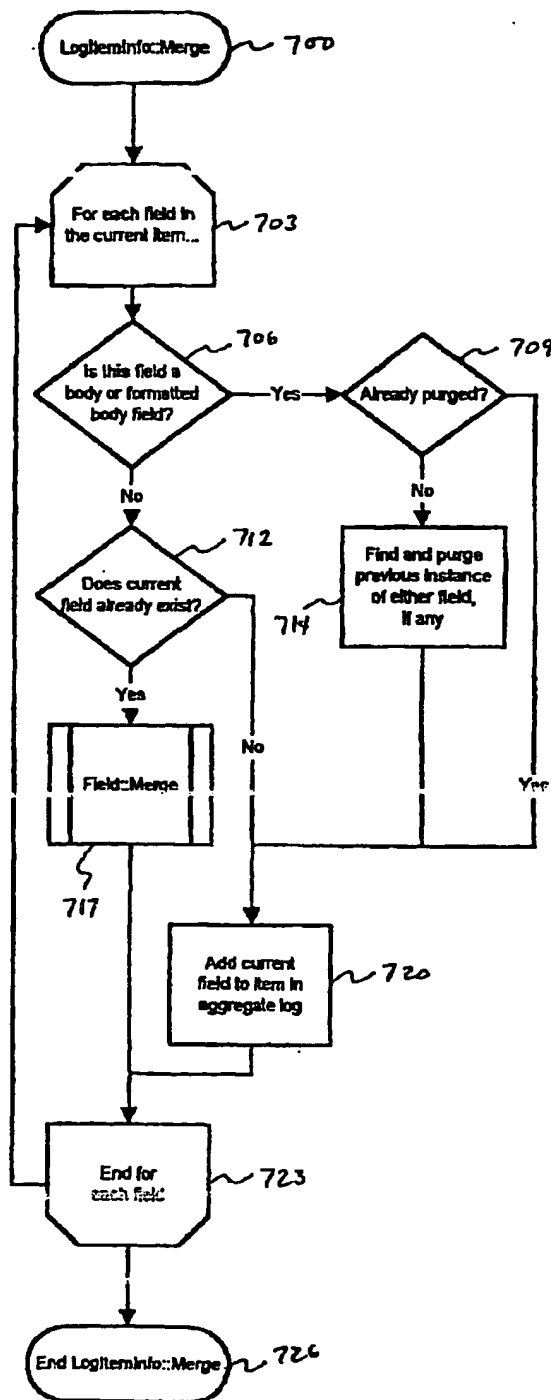 LogItemInfo::Merge
700
For each field in
the current item...
703
706
709
Is this field a
body or formatted
body field?
Yes
Already purged?
No
No
712
Does current
field already exist?
Find and purge
previous instance
of either field,
if any
714
Yes
No
Yes
Field::Merge
717
Add current
field to item in
aggregate log
720
End for
each field
723
End LogItemInfo::Merge
726